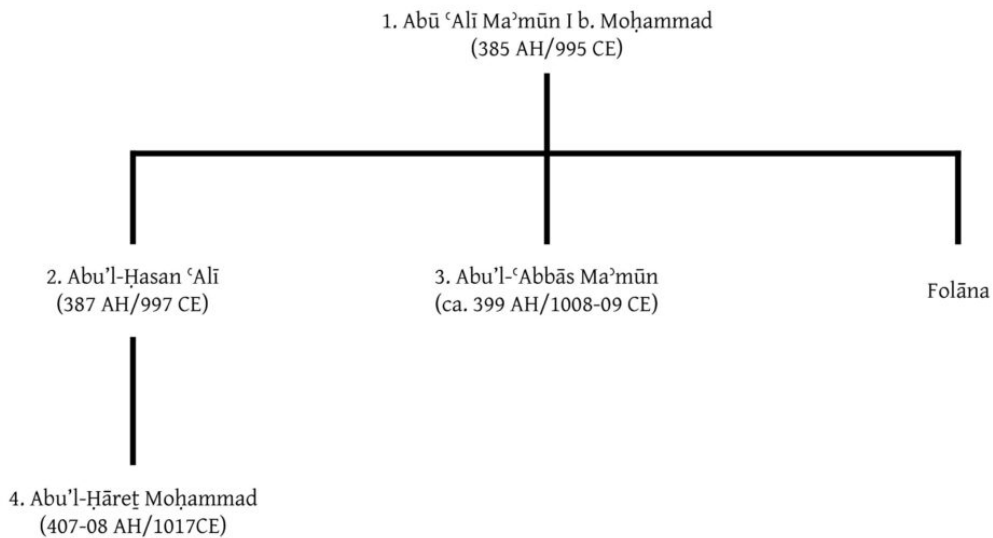 1. Abū ʿAlī Maʾmūn I b. Moḥammad
(385 AH/995 CE)
2. Abu’l-Ḥasan ʿAlī
(387 AH/997 CE)
3. Abu’l-ʿAbbās Maʾmūn
(ca. 399 AH/1008-09 CE)
Folāna
4. Abu’l-Ḥāreṯ Moḥammad
(407-08 AH/1017CE)